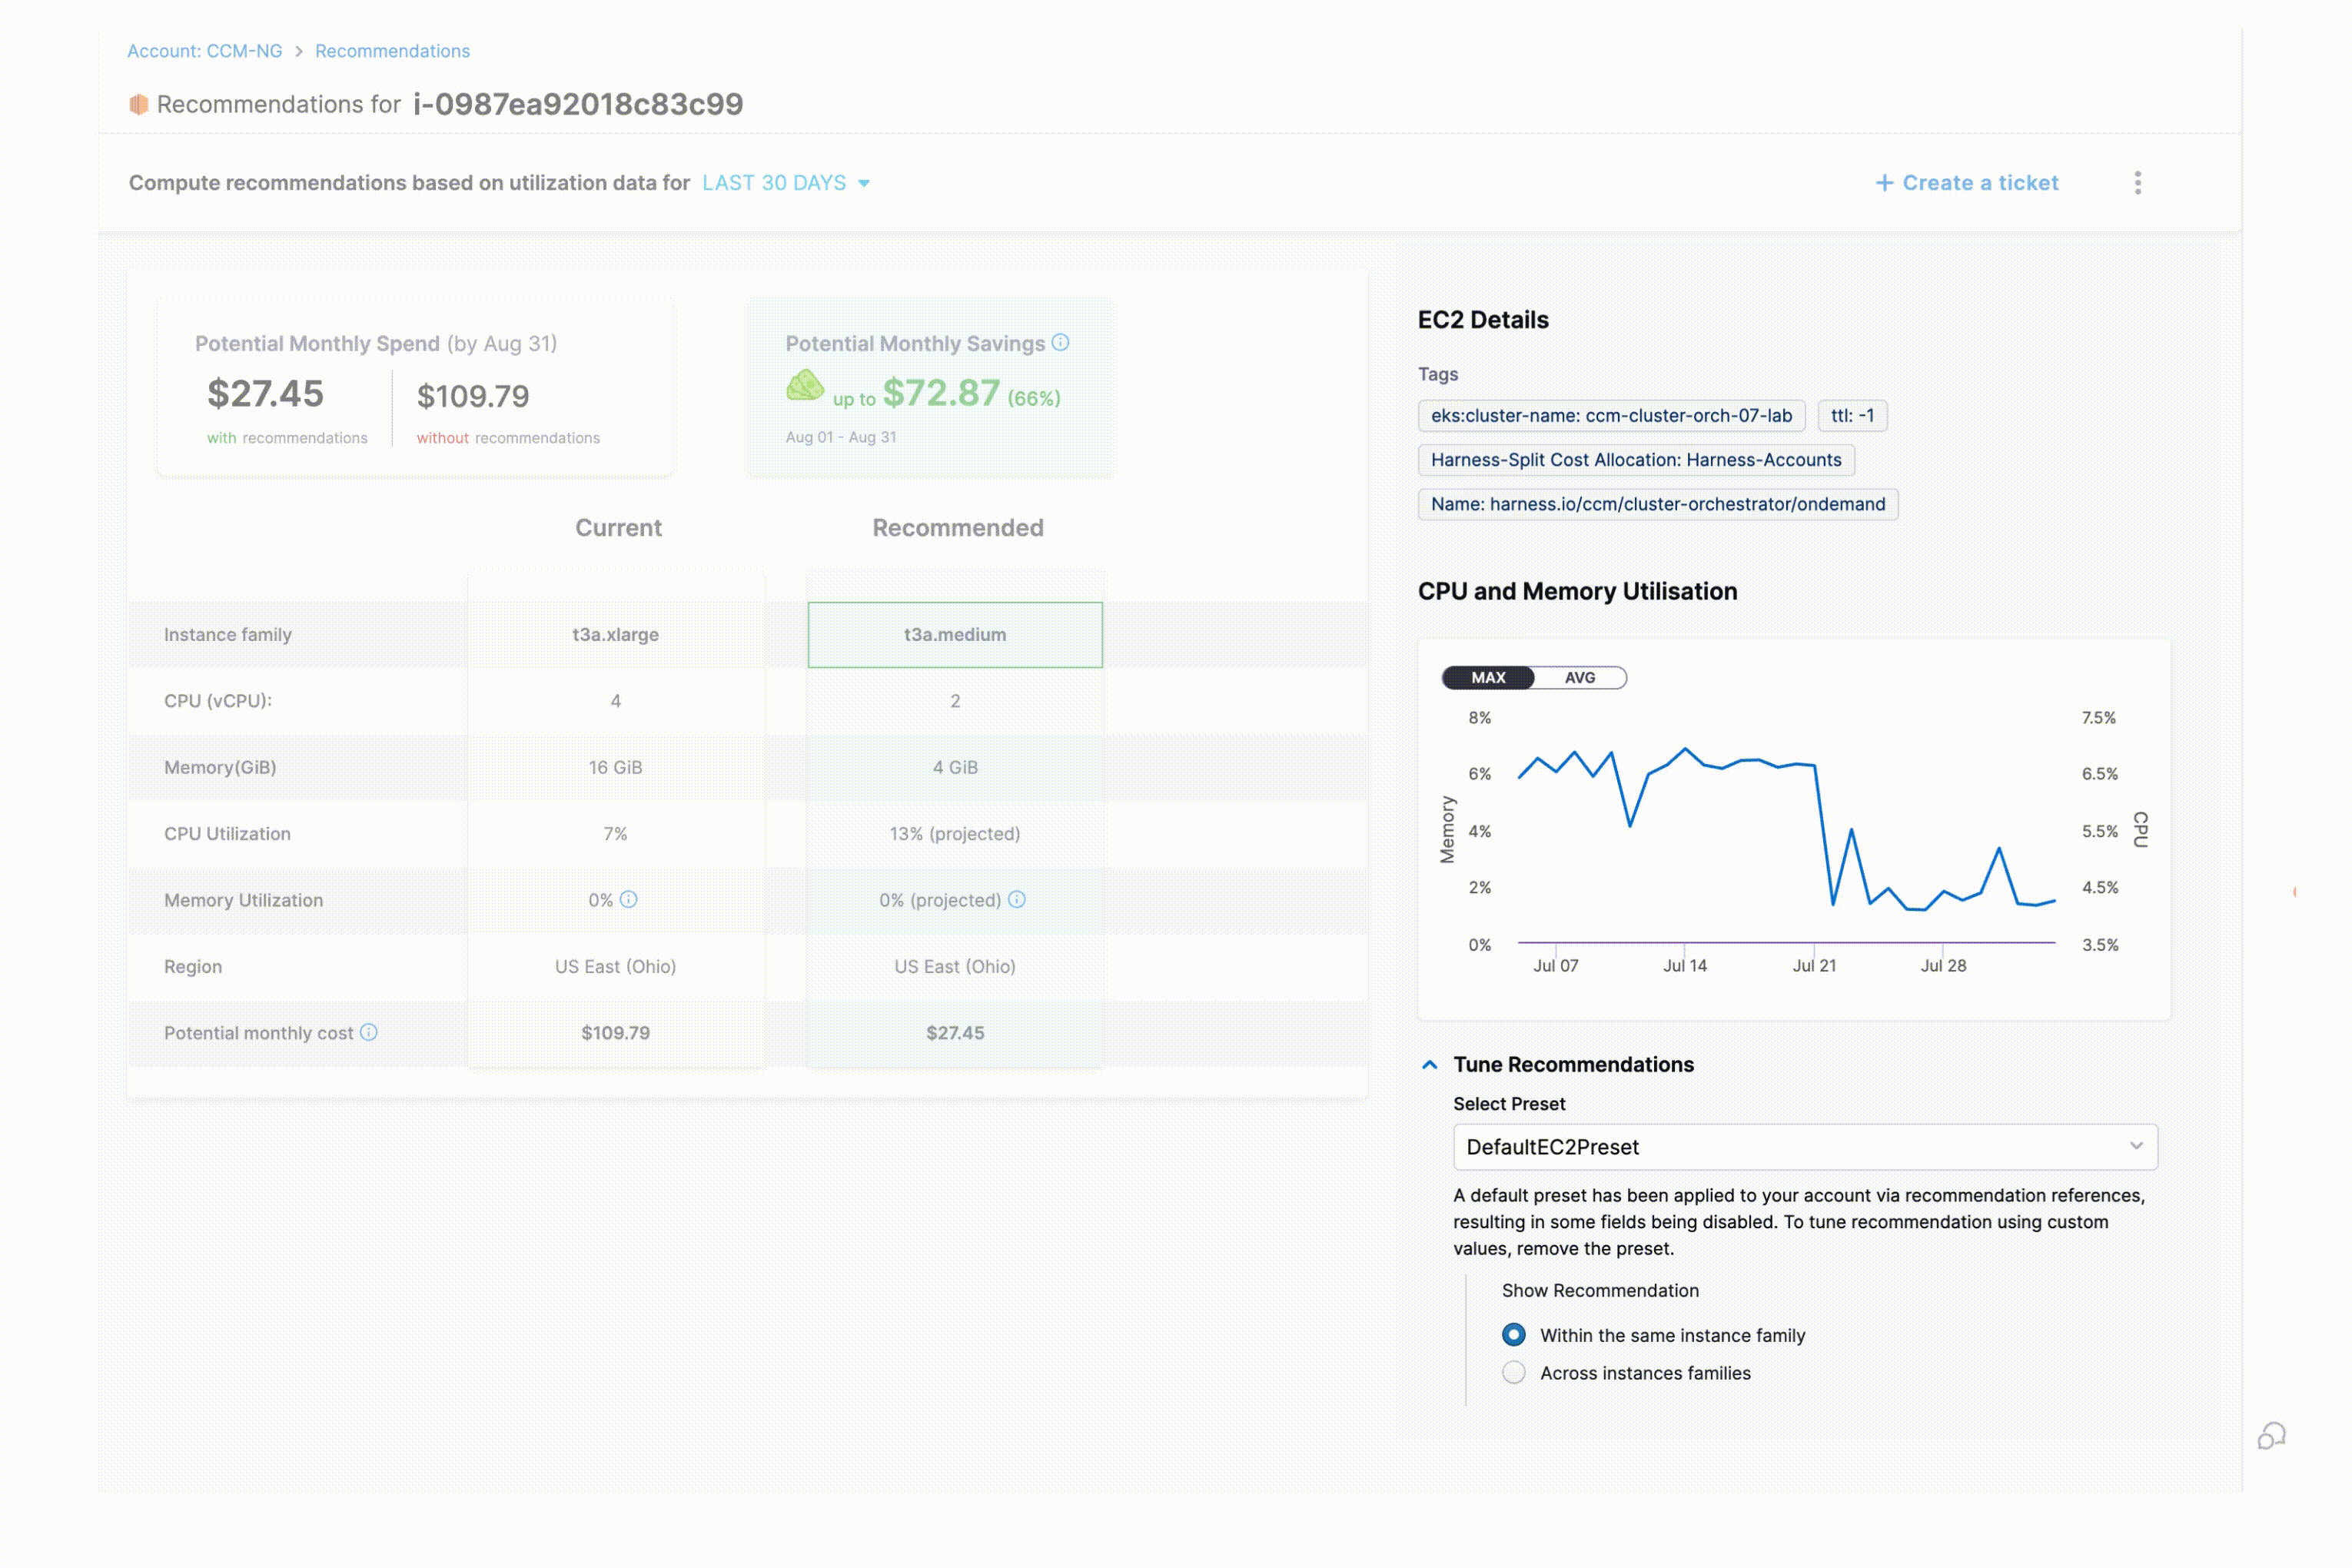 Account: CCM-NG > Recommendations
Recommendations for i-0987ea92018c83c99
Compute recommendations based on utilization data for LAST 30 DAYS
+ Create a ticket
Potential Monthly Spend (by Aug 31)
$27.45 $109.79
with recommendations without recommendations
Potential Monthly Savings
up to $72.87 (66%)
Aug 01 - Aug 31
Current Recommended
Instance family t3a.xlarge t3a.medium
CPU (vCPU): 4 2
Memory(GiB) 16 GiB 4 GiB
CPU Utilization 7% 13% (projected)
Memory Utilization 0% 0% (projected)
Region US East (Ohio) US East (Ohio)
Potential monthly cost $109.79 $27.45
EC2 Details
Tags
eks:cluster-name: ccm-cluster-orch-07-lab ttl: -1
Harness-Split Cost Allocation: Harness-Accounts
Name: harness.io/ccm/cluster-orchestrator/ondemand
CPU and Memory Utilisation
MAX AVG
8% 7.5%
6% 6.5%
4% 5.5%
2% 4.5%
0% 3.5%
Memory
CPU
Jul 07 Jul 14 Jul 21 Jul 28
Tune Recommendations
Select Preset
DefaultEC2Preset
A default preset has been applied to your account via recommendation references,
resulting in some fields being disabled. To tune recommendation using custom
values, remove the preset.
Show Recommendation
Within the same instance family
Across instances families